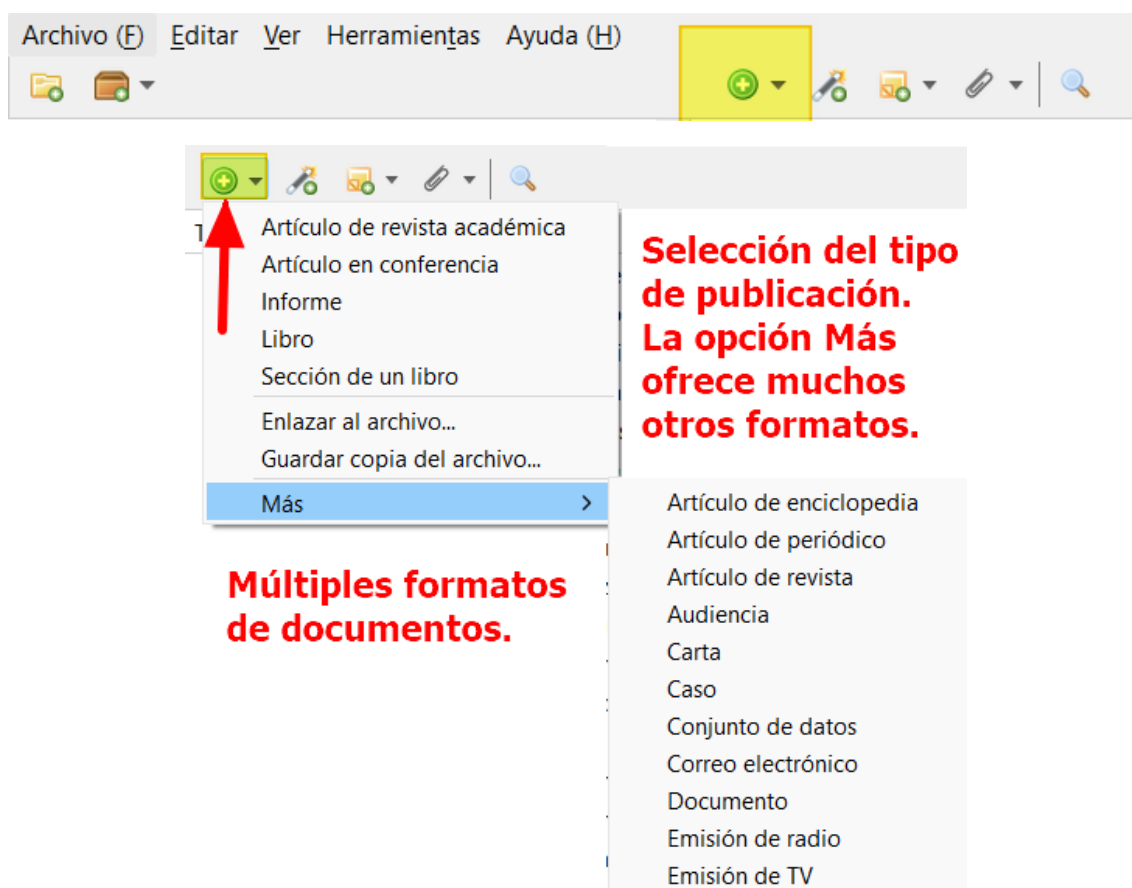 Archivo (F) Editar Ver Herramientas Ayuda (H)
Artículo de revista académica
Artículo en conferencia
Informe
Libro
Sección de un libro
Enlazar al archivo...
Guardar copia del archivo...
Más
Selección del tipo
de publicación.
La opción Más
ofrece muchos
otros formatos.
Múltiples formatos
de documentos.
Artículo de enciclopedia
Artículo de periódico
Artículo de revista
Audiencia
Carta
Caso
Conjunto de datos
Correo electrónico
Documento
Emisión de radio
Emisión de TV